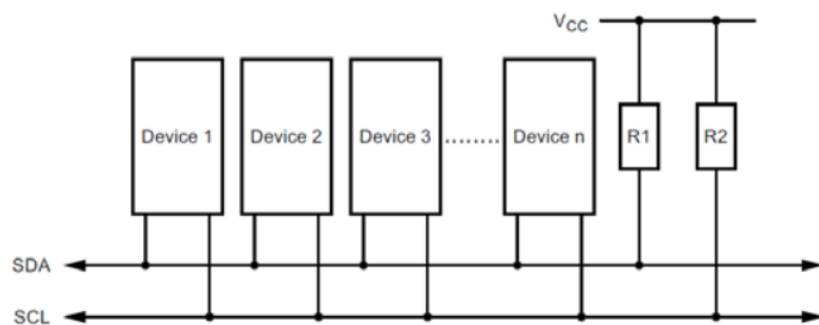 VCC
Device 1 Device 2 Device 3 ........ Device n R1 R2
SDA
SCL